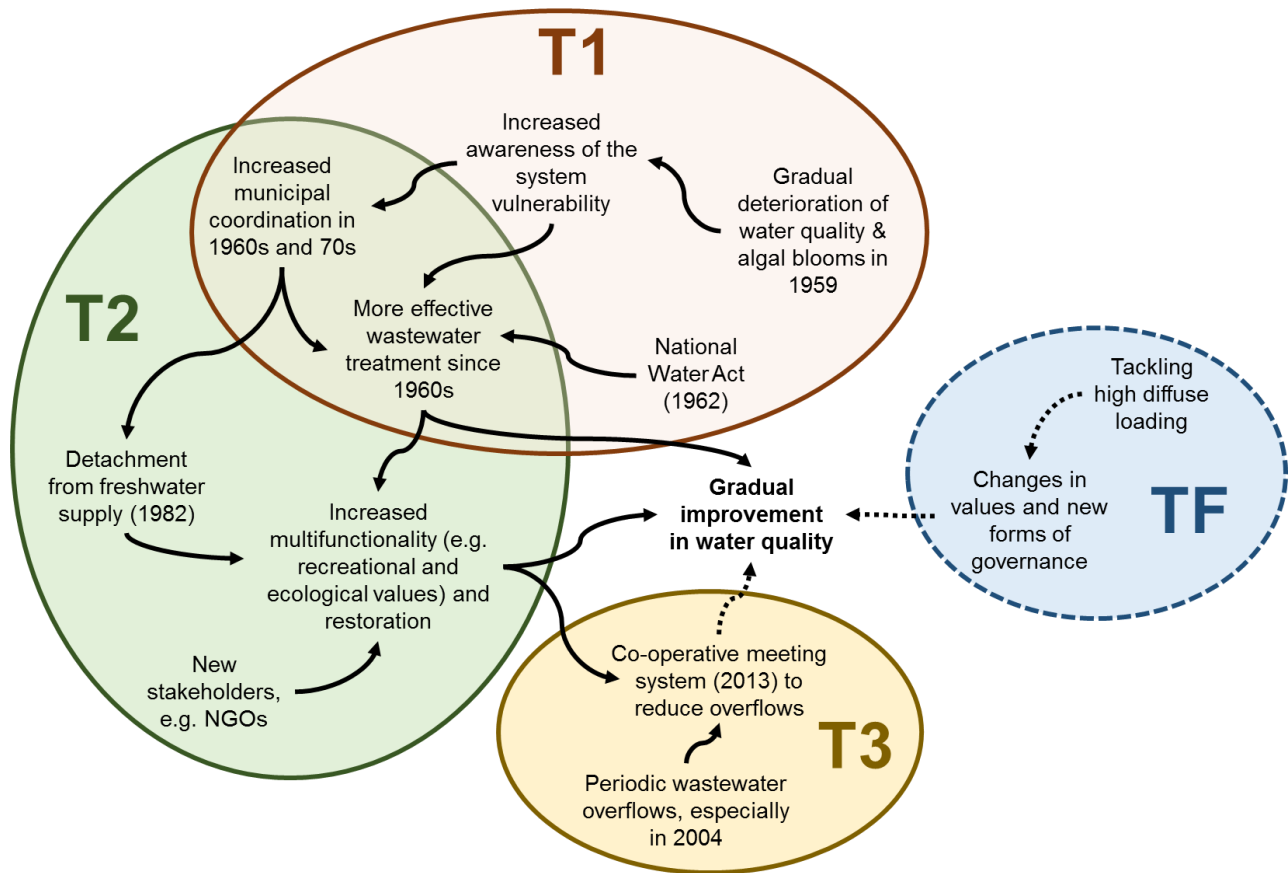 T1
Increased
awareness of the
system
vulnerability
Increased
municipal
coordination in
1960s and 70s
Gradual
deterioration of
water quality &
algal blooms in
1959
T2
More effective
wastewater
treatment since
1960s
National
Water Act
(1962)
Tackling
high diffuse
loading
Detachment
from freshwater
supply (1982)
Gradual
improvement
in water quality
Changes in
values and new
forms of
governance
TF
Increased
multifunctionality (e.g.
recreational and
ecological values) and
restoration
New
stakeholders,
e.g. NGOs
Co-operative meeting
system (2013) to
reduce overflows
T3
Periodic wastewater
overflows, especially
in 2004